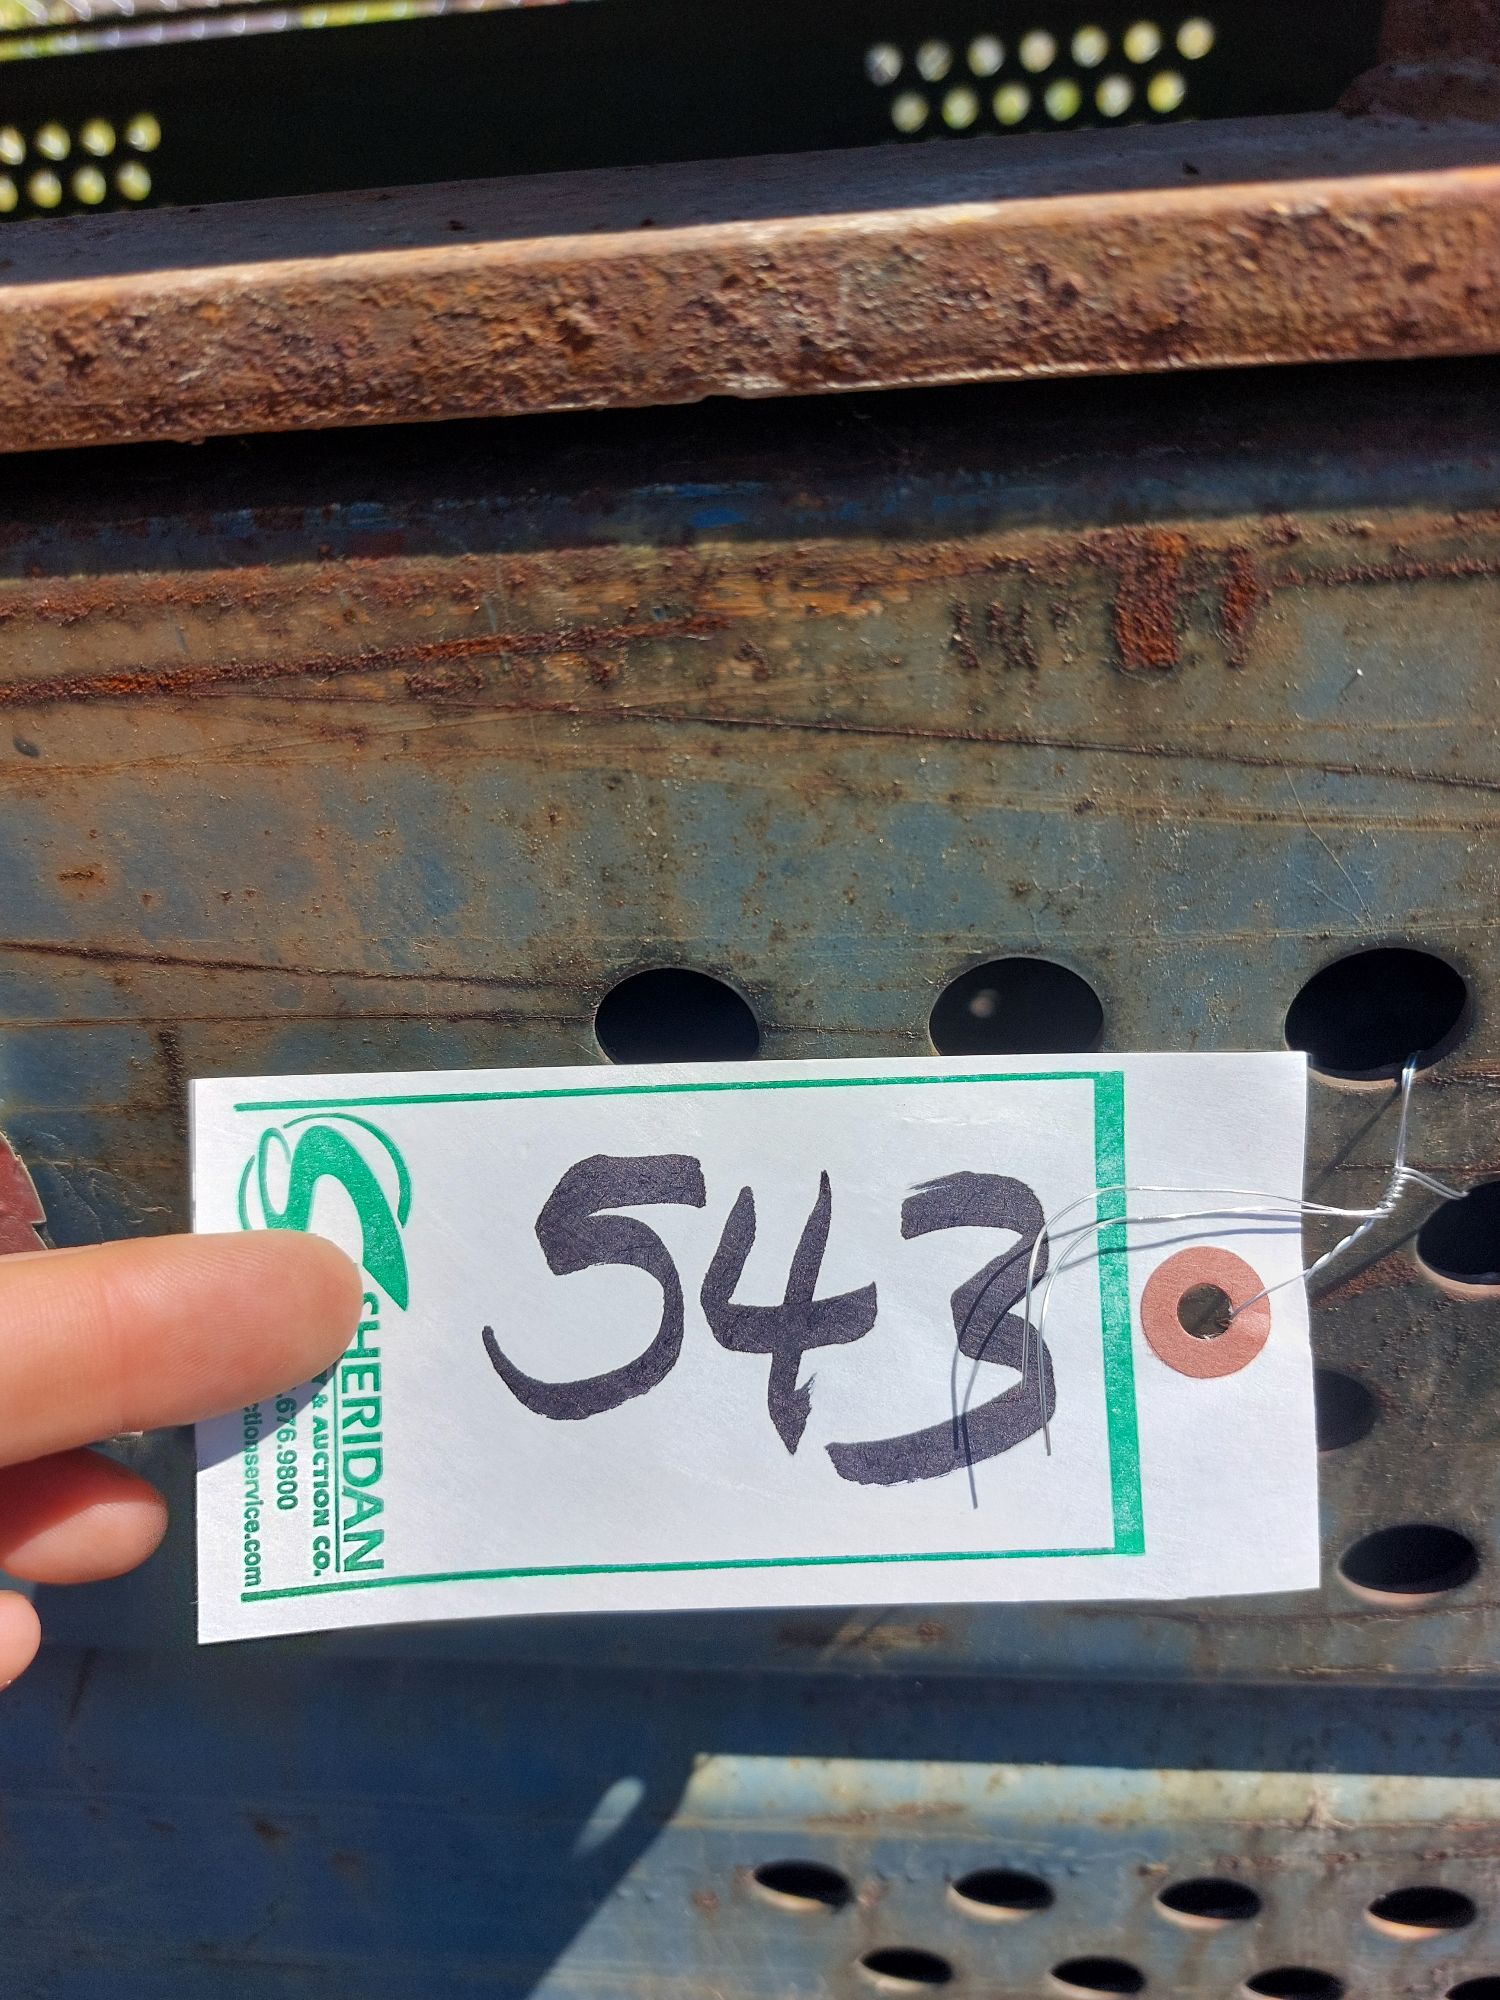 543
SHERIDAN
& AUCTION CO.
.676.9800
ctionservice.com